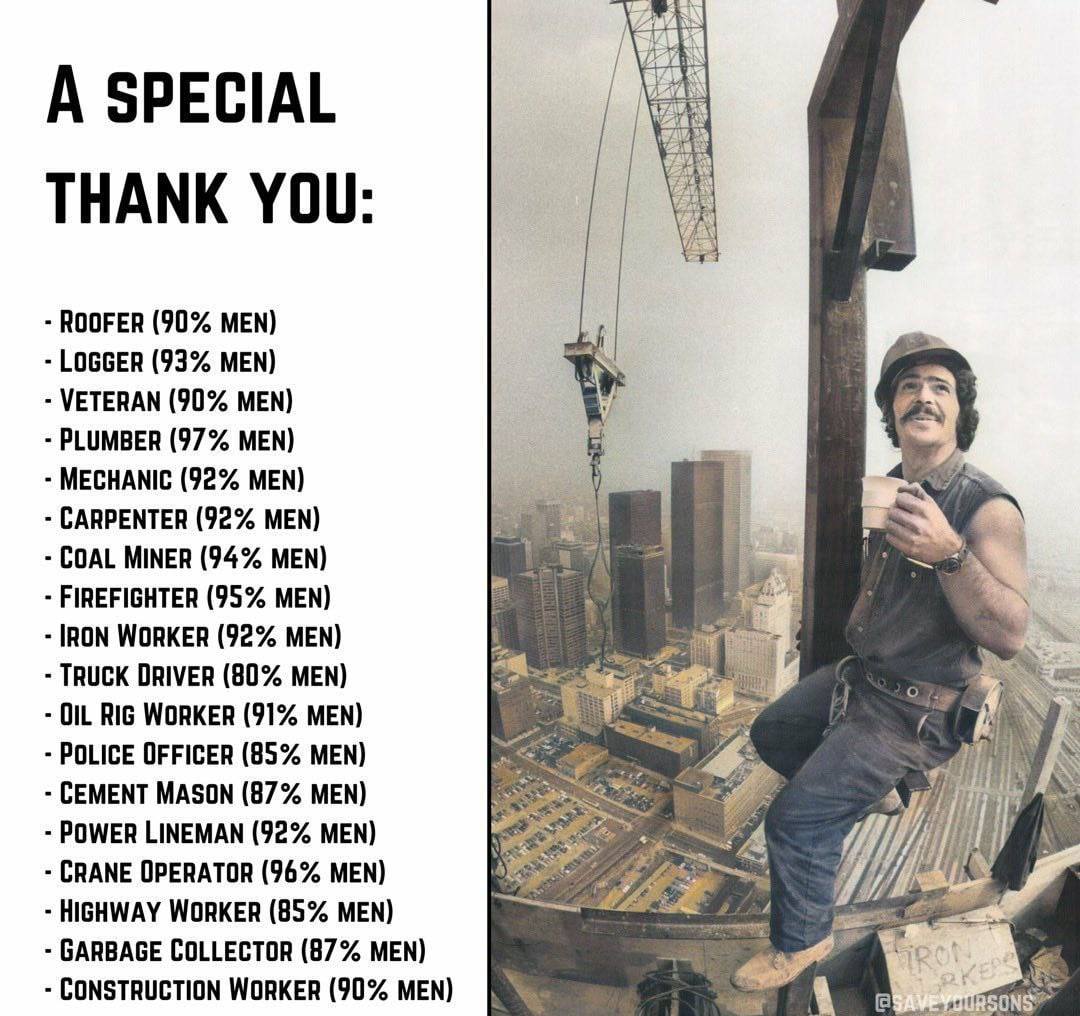 A SPECIAL
THANK YOU:
- ROOFER (90% MEN)
- LOGGER (93% MEN)
- VETERAN (90% MEN)
- PLUMBER (97% MEN)
- MECHANIC (92% MEN)
- CARPENTER (92% MEN)
- COAL MINER (94% MEN)
- FIREFIGHTER (95% MEN)
- IRON WORKER (92% MEN)
- TRUCK DRIVER (80% MEN)
- OIL RIG WORKER (91% MEN)
- POLICE OFFICER (85% MEN)
- CEMENT MASON (87% MEN)
- POWER LINEMAN (92% MEN)
- CRANE OPERATOR (96% MEN)
- HIGHWAY WORKER (85% MEN)
- GARBAGE COLLECTOR (87% MEN)
- CONSTRUCTION WORKER (90% MEN)
IRON
@SAVEYOURSONS